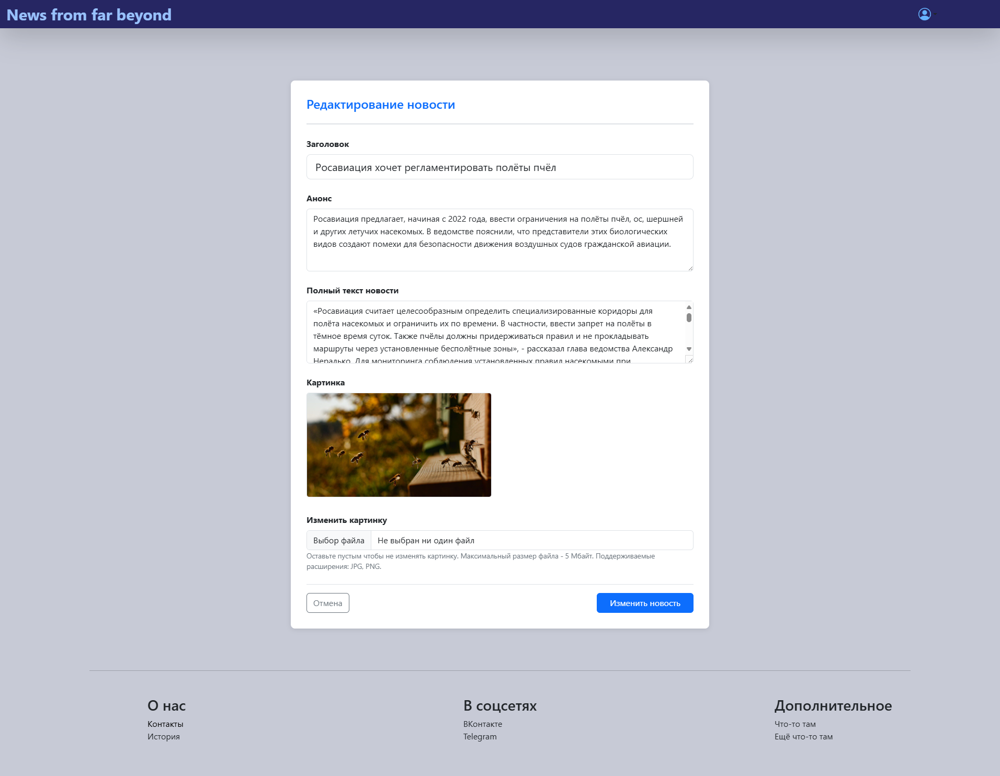 News from far beyond
Редактирование новости
Заголовок
Росавиация хочет регламентировать полёты пчёл
Анонс
Росавиация предлагает, начиная с 2022 года, ввести ограничения на полёты пчёл, ос, шершней
и других летучих насекомых. В ведомстве пояснили, что представители этих биологических
видов создают помехи для безопасности движения воздушных судов гражданской авиации.
Полный текст новости
«Росавиация считает целесообразным определить специализированные коридоры для
полёта насекомых и ограничить их по времени. В частности, ввести запрет на полёты в
тёмное время суток. Также пчёлы должны придерживаться правил и не прокладывать
маршруты через установленные бесполётные зоны», - рассказал глава ведомства Александр
Нерадько. Для мониторинга соблюдения установленных правил насекомыми при
Картинка
Изменить картинку
Выбор файла Не выбран ни один файл
Оставьте пустым чтобы не изменять картинку. Максимальный размер файла - 5 Мбайт. Поддерживаемые
расширения: JPG, PNG.
Отмена
Изменить новость
О нас
Контакты
История
В соцсетях
ВКонтакте
Telegram
Дополнительное
Что-то там
Ещё что-то там